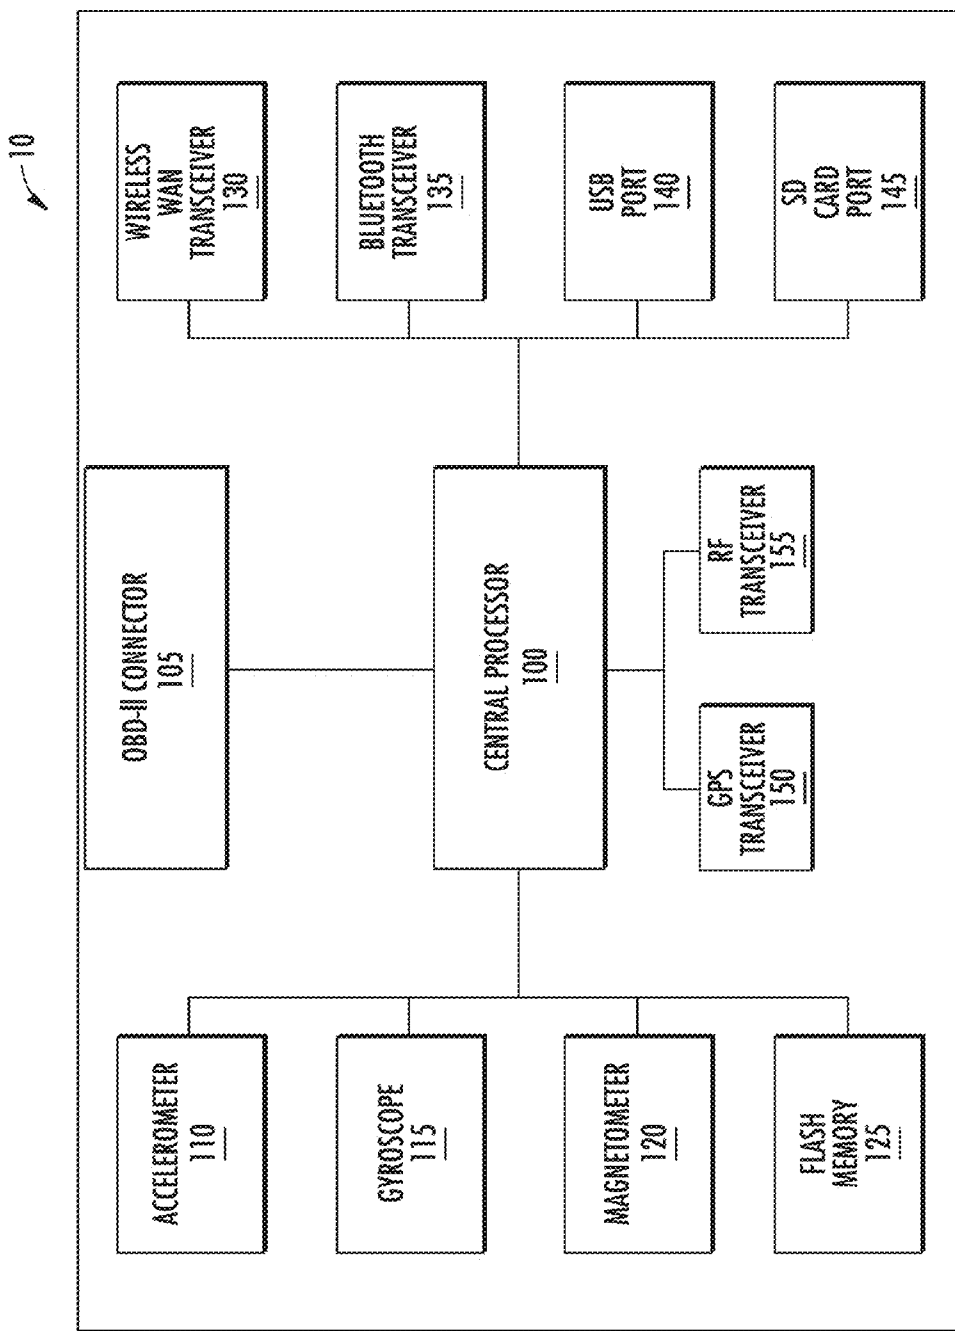 10
OBD-II CONNECTOR
105
ACCELEROMETER
110
GYROSCOPE
115
MAGNETOMETER
120
FLASH
MEMORY
125
CENTRAL PROCESSOR
100
GPS
TRANSCEIVER
150
RF
TRANSCEIVER
155
WIRELESS
WAN
TRANSCEIVER
130
BLUETOOTH
TRANSCEIVER
135
USB
PORT
140
SD
CARD
PORT
145